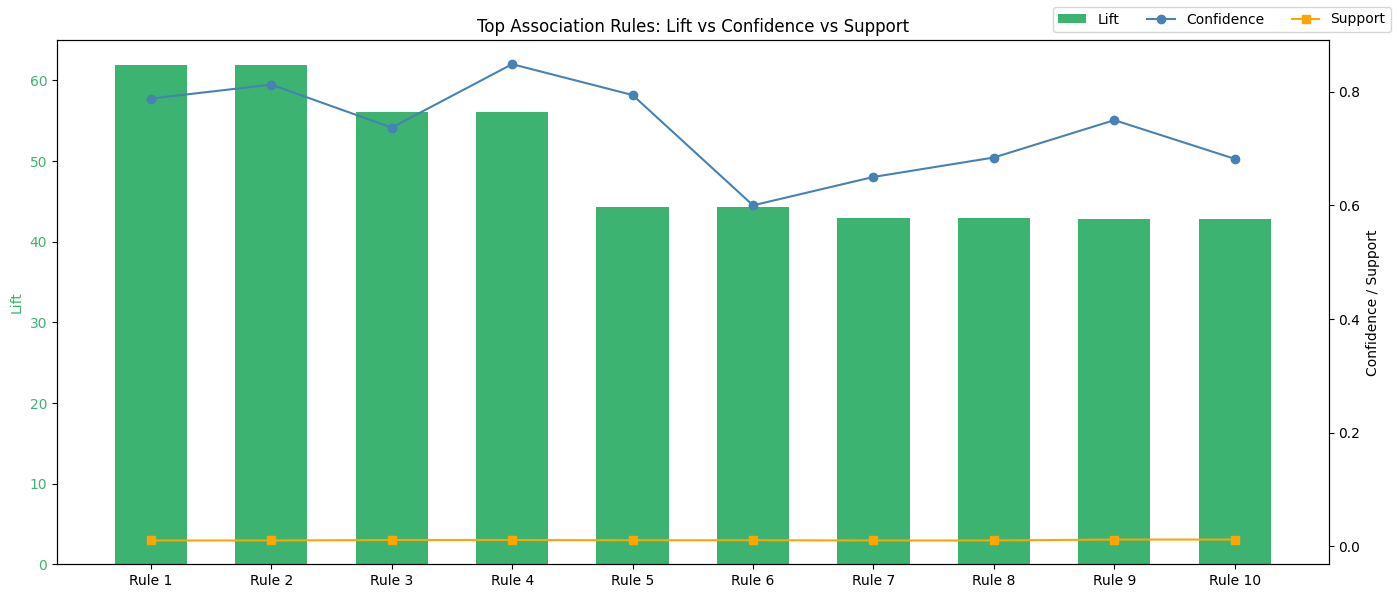 Top Association Rules: Lift vs Confidence vs Support
Lift Confidence Support
60
50
40
30
20
10
0
Lift
0.8
0.6
0.4
0.2
0.0
Confidence / Support
Rule 1 Rule 2 Rule 3 Rule 4 Rule 5 Rule 6 Rule 7 Rule 8 Rule 9 Rule 10